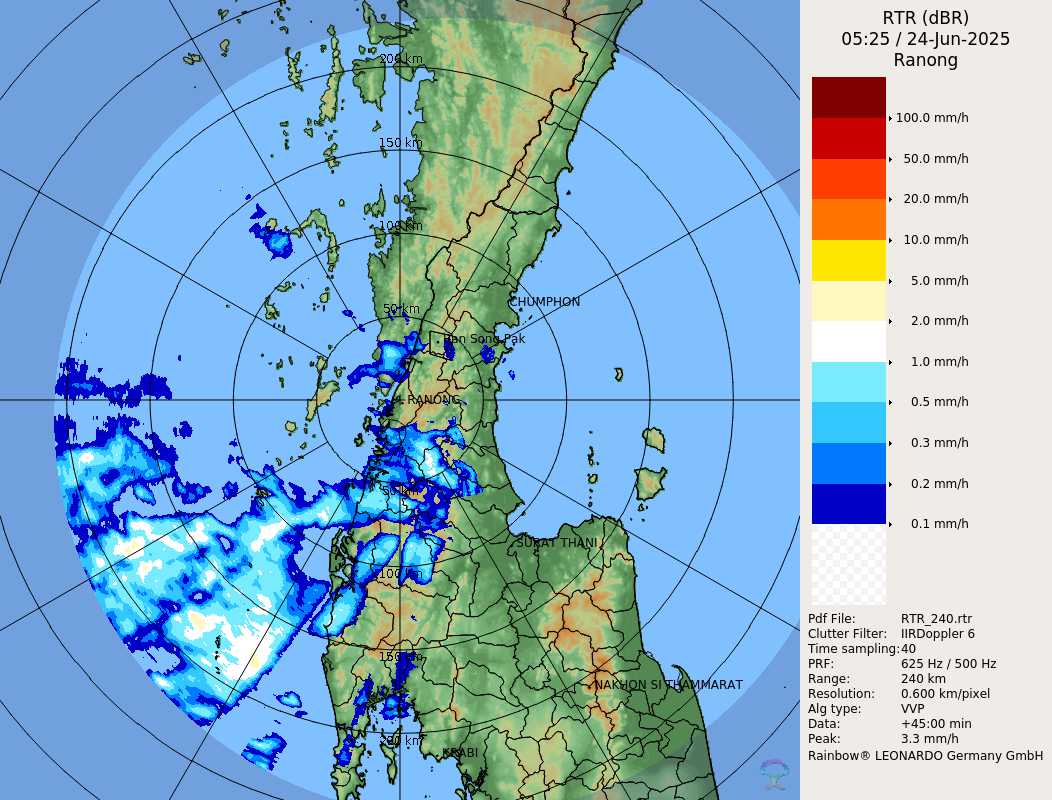 RTR (dBR)
05:25 / 24-Jun-2025
Ranong
200 km
150 km
100 km
50 km
CHUMPHON
Ban Song Pak
RANONG
50 km
SURAT THANI
100 km
150 km
NAKHON SI THAMMARAT
200 km
KRABI
100.0 mm/h
50.0 mm/h
20.0 mm/h
10.0 mm/h
5.0 mm/h
2.0 mm/h
1.0 mm/h
0.5 mm/h
0.3 mm/h
0.2 mm/h
0.1 mm/h
Pdf File: RTR_240.rtr
Clutter Filter: IIRDoppler 6
Time sampling: 40
PRF: 625 Hz / 500 Hz
Range: 240 km
Resolution: 0.600 km/pixel
Alg type: VVP
Data: +45:00 min
Peak: 3.3 mm/h
Rainbow® LEONARDO Germany GmbH